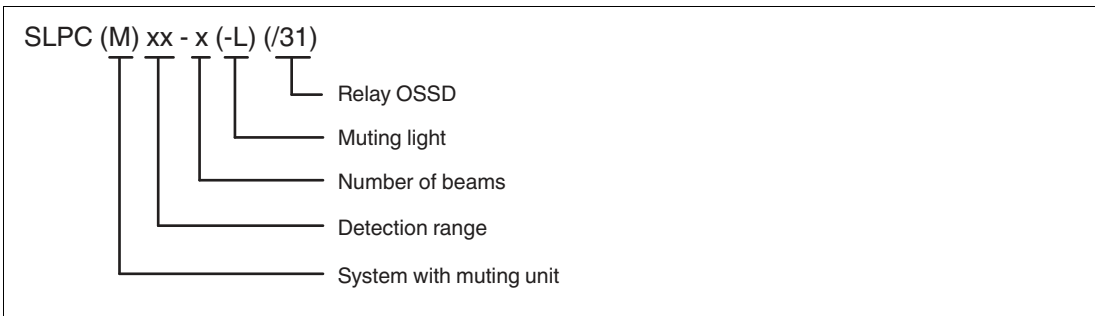 SLPC (M) xx - x (-L) (/31)
Relay OSSD
Muting light
Number of beams
Detection range
System with muting unit